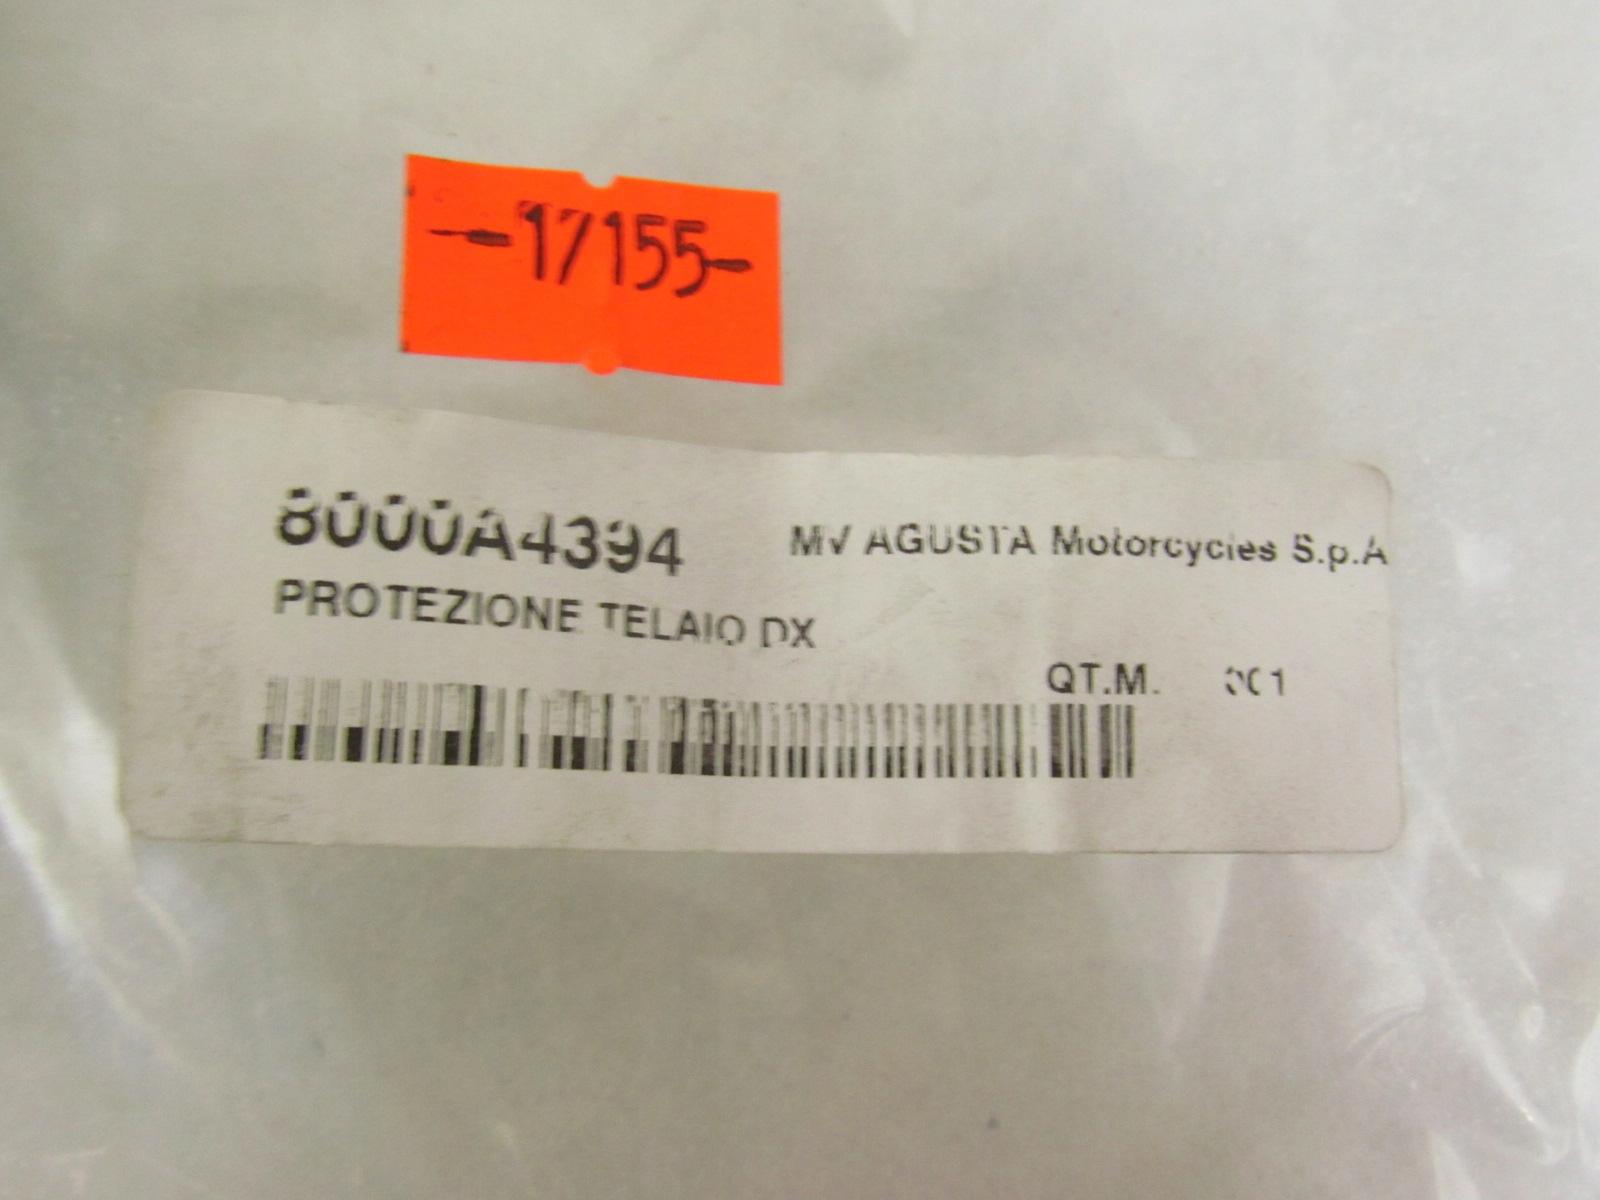 -17155-
8000A4394 MV AGUSTA Motorcycles S.p.A
PROTEZIONE TELAIO DX
QT.M. 001